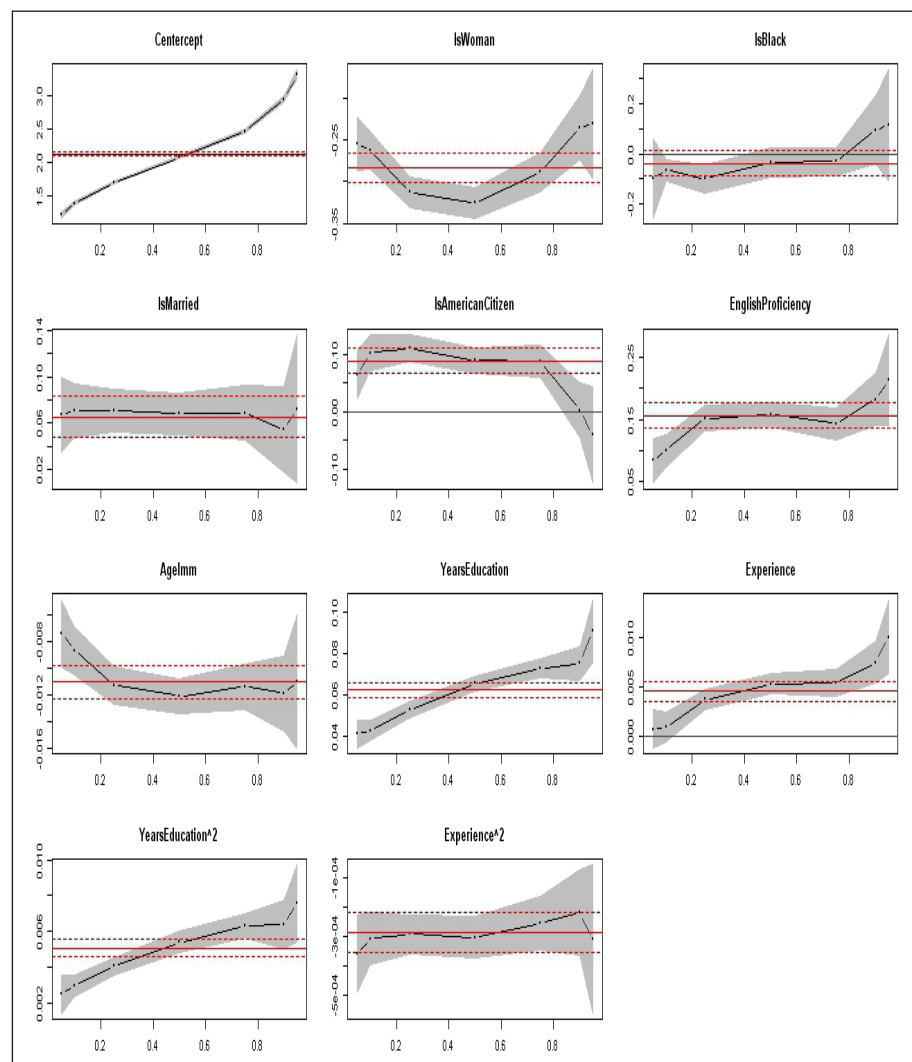 Centercept
IsWoman
IsBlack
1.5 2.0 2.5 3.0
-0.35 -0.25
-0.2 0.0 0.2
0.2 0.4 0.6 0.8
0.2 0.4 0.6 0.8
0.2 0.4 0.6 0.8
IsMarried
IsAmericanCitizen
EnglishProficiency
0.02 0.06 0.10 0.14
-0.10 0.00 0.10
0.05 0.15 0.25
0.2 0.4 0.6 0.8
0.2 0.4 0.6 0.8
0.2 0.4 0.6 0.8
AgeImm
YearsEducation
Experience
-0.016 -0.012 -0.008
0.04 0.06 0.08 0.10
0.000 0.005 0.010
0.2 0.4 0.6 0.8
0.2 0.4 0.6 0.8
0.2 0.4 0.6 0.8
YearsEducation^2
Experience^2
0.002 0.006 0.010
-5e-04 -3e-04 -1e-04
0.2 0.4 0.6 0.8
0.2 0.4 0.6 0.8